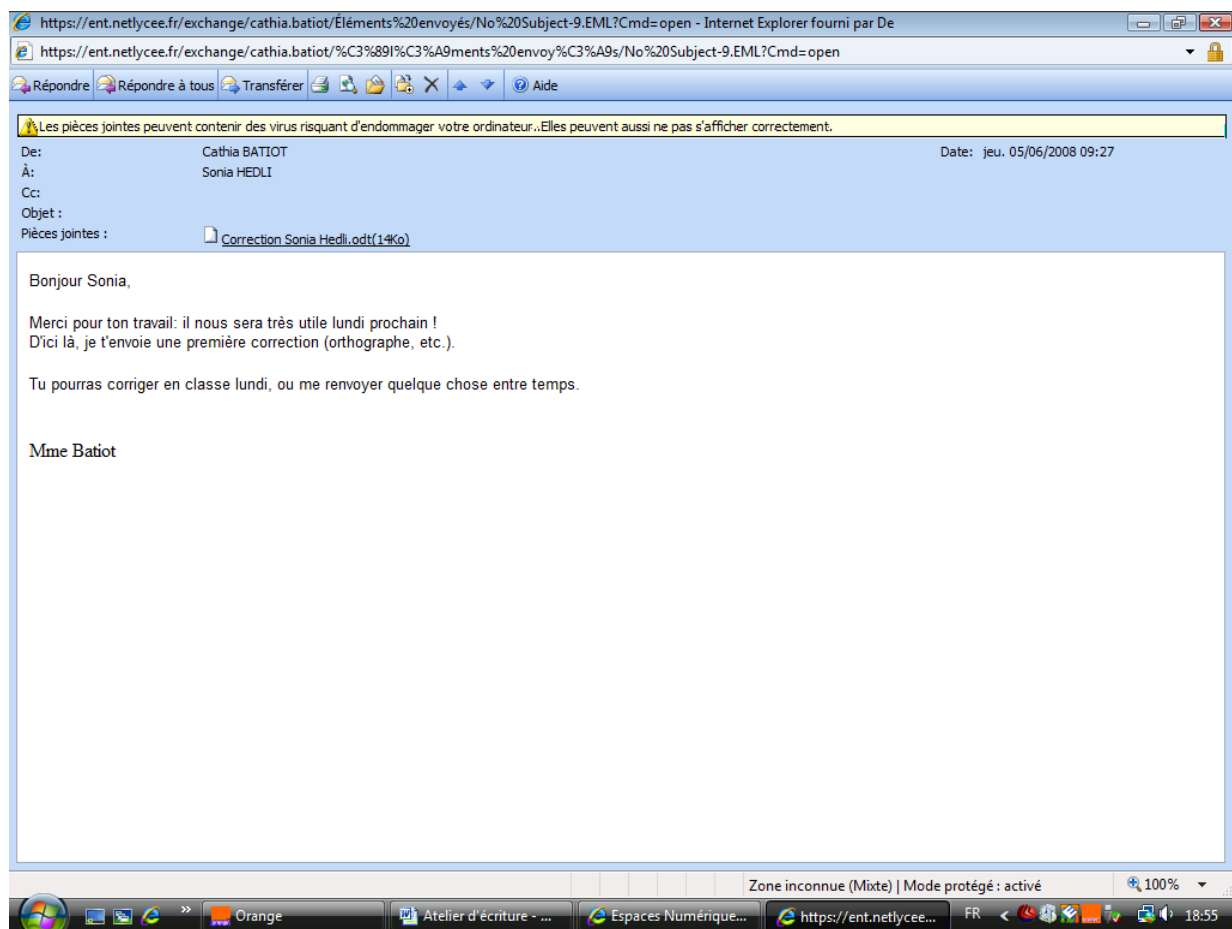 https://ent.netlycee.fr/exchange/cathia.batiot/Éléments%20envoyés/No%20Subject-9.EML?Cmd=open - Internet Explorer fourni par De
https://ent.netlycee.fr/exchange/cathia.batiot/%C3%89l%C3%A9ments%20envoy%C3%A9s/No%20Subject-9.EML?Cmd=open
Répondre Répondre à tous Transférer Aide
Les pièces jointes peuvent contenir des virus risquant d'endommager votre ordinateur..Elles peuvent aussi ne pas s'afficher correctement.
De: Cathia BATIOT Date: jeu. 05/06/2008 09:27
À: Sonia HEDLI
Cc:
Objet :
Pièces jointes : Correction Sonia Hedli.odt(14Ko)
Bonjour Sonia,
Merci pour ton travail: il nous sera très utile lundi prochain !
D'ici là, je t'envoie une première correction (orthographe, etc.).
Tu pourras corriger en classe lundi, ou me renvoyer quelque chose entre temps.
Mme Batiot
Zone inconnue (Mixte) | Mode protégé : activé 100%
» Orange Atelier d'écriture - ... Espaces Numérique... https://ent.netlycee... FR 18:55